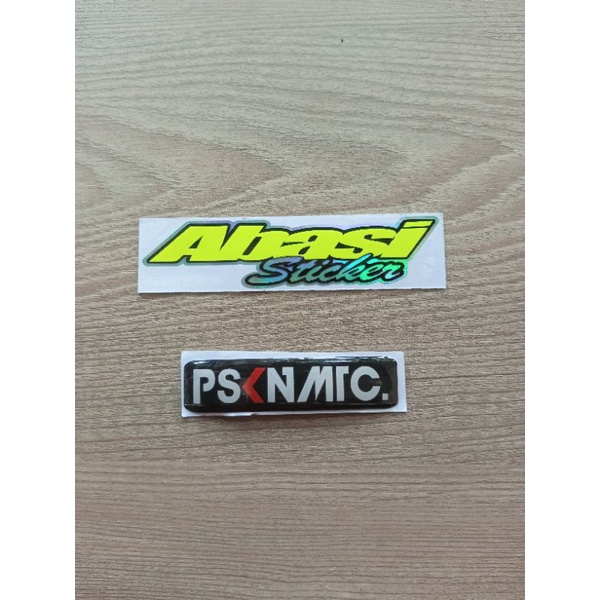 Abasi
Sticker
PSKNMTC.